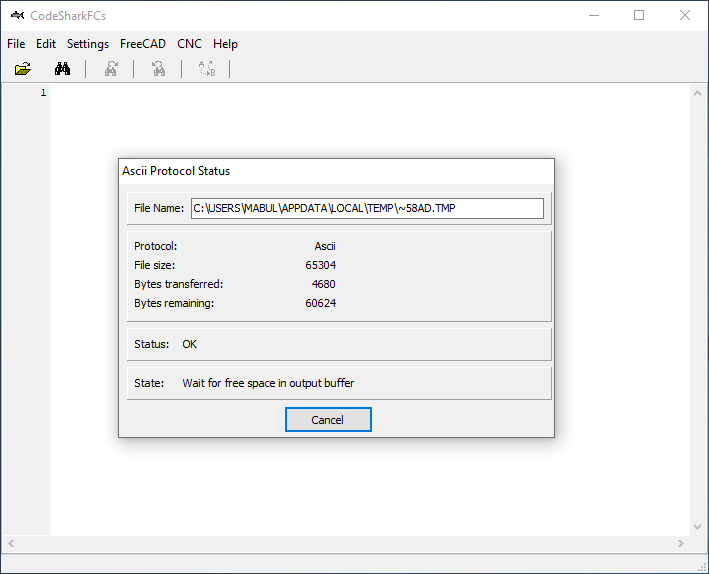 CodeSharkFCs
File Edit Settings FreeCAD CNC Help
A B
1
Ascii Protocol Status
File Name: C:\USERS\MABUL\APPDATA\LOCAL\TEMP\~58AD.TMP
Protocol: Ascii
File size: 65304
Bytes transferred: 4680
Bytes remaining: 60624
Status: OK
State: Wait for free space in output buffer
Cancel